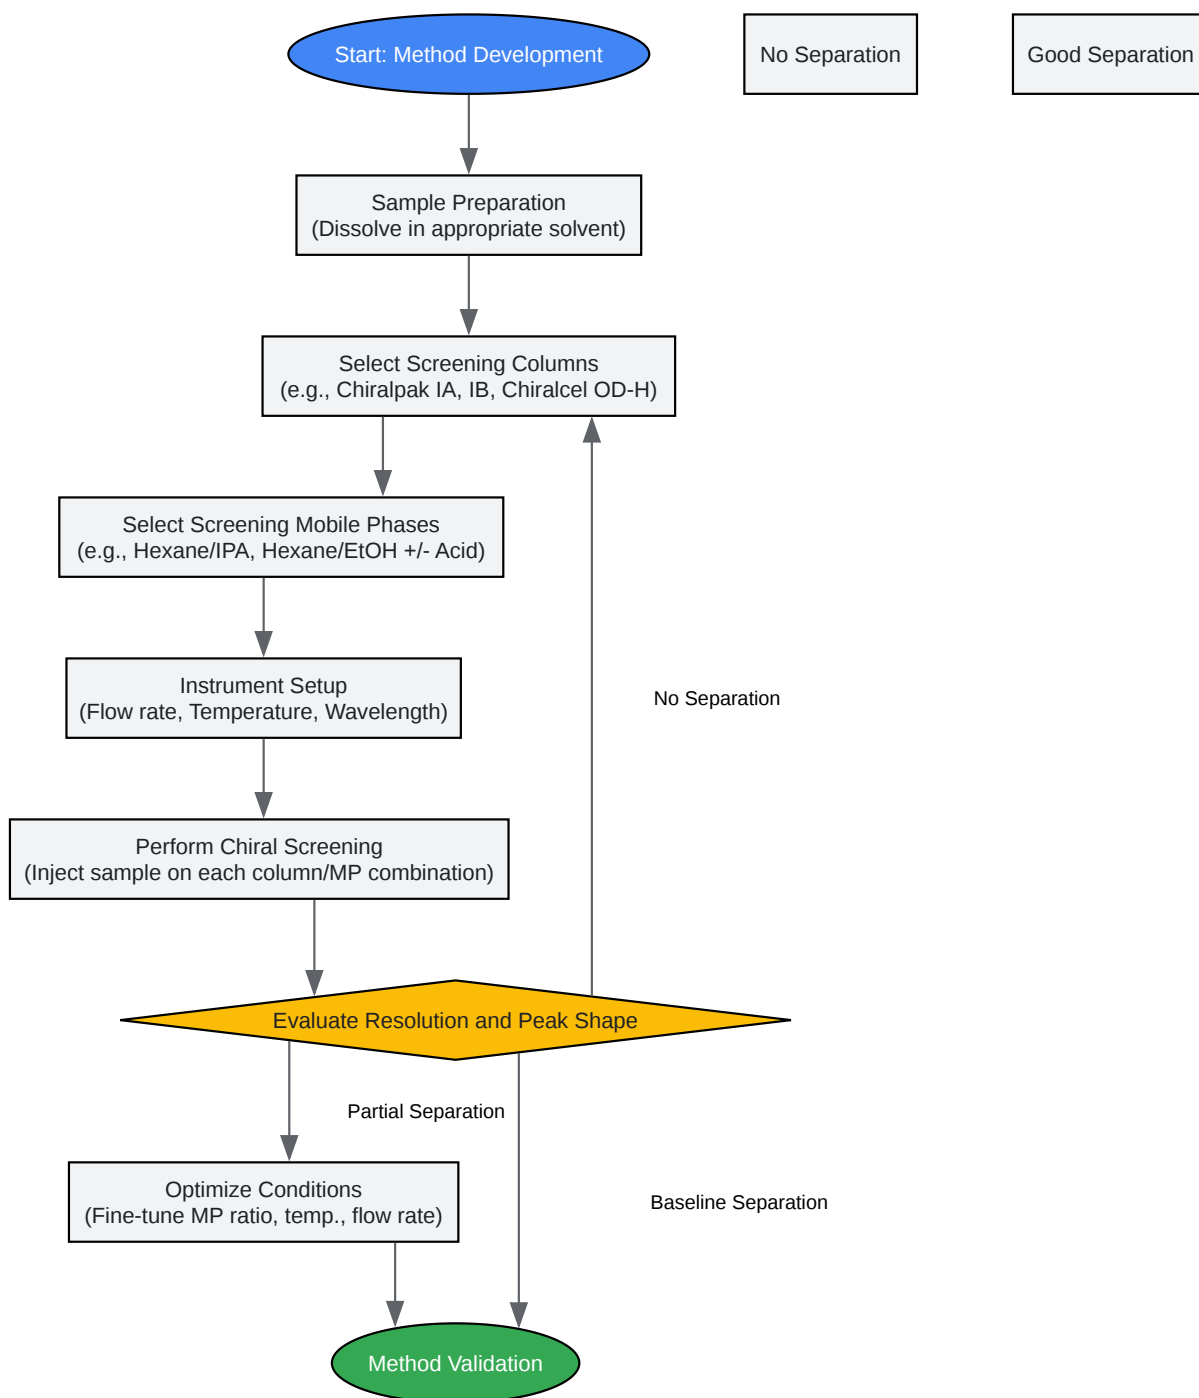 Start: Method Development
No Separation
Good Separation
Sample Preparation
(Dissolve in appropriate solvent)
Select Screening Columns
(e.g., Chiralpak IA, IB, Chiralcel OD-H)
Select Screening Mobile Phases
(e.g., Hexane/IPA, Hexane/EtOH +/- Acid)
Instrument Setup
(Flow rate, Temperature, Wavelength)
No Separation
Perform Chiral Screening
(Inject sample on each column/MP combination)
Evaluate Resolution and Peak Shape
Partial Separation
Optimize Conditions
(Fine-tune MP ratio, temp., flow rate)
Baseline Separation
Method Validation